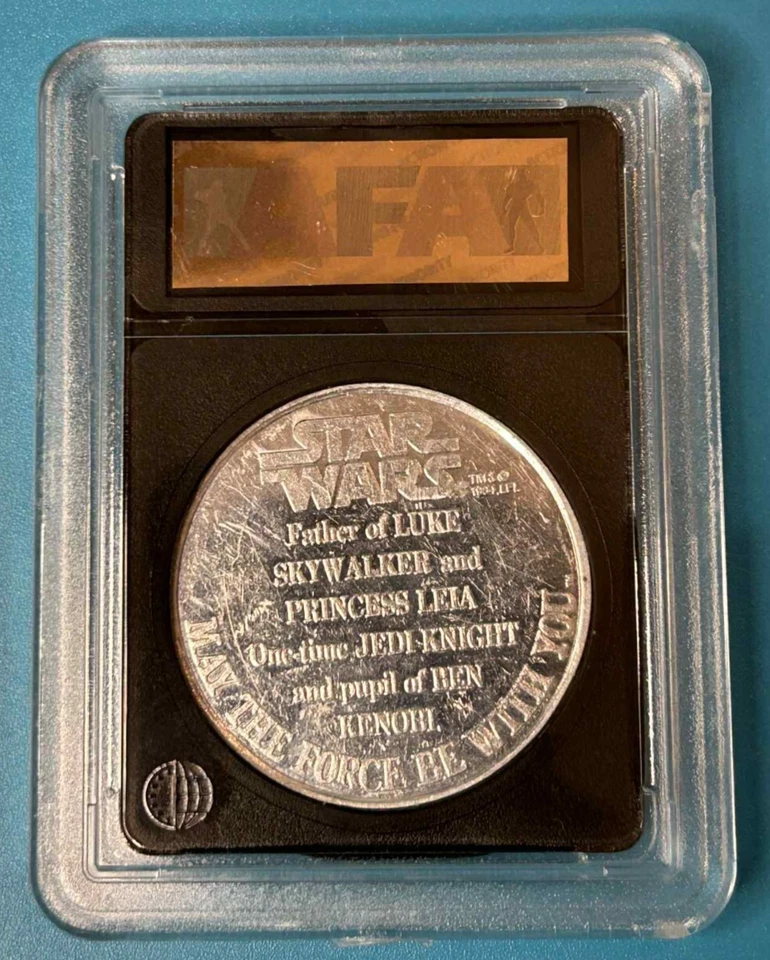 AFA
STAR
WARS
Father of LUKE
SKYWALKER and
PRINCESS LEIA
One-time JEDI KNIGHT
and pupil of BEN
KENOBI.
MAY THE FORCE BE WITH YOU